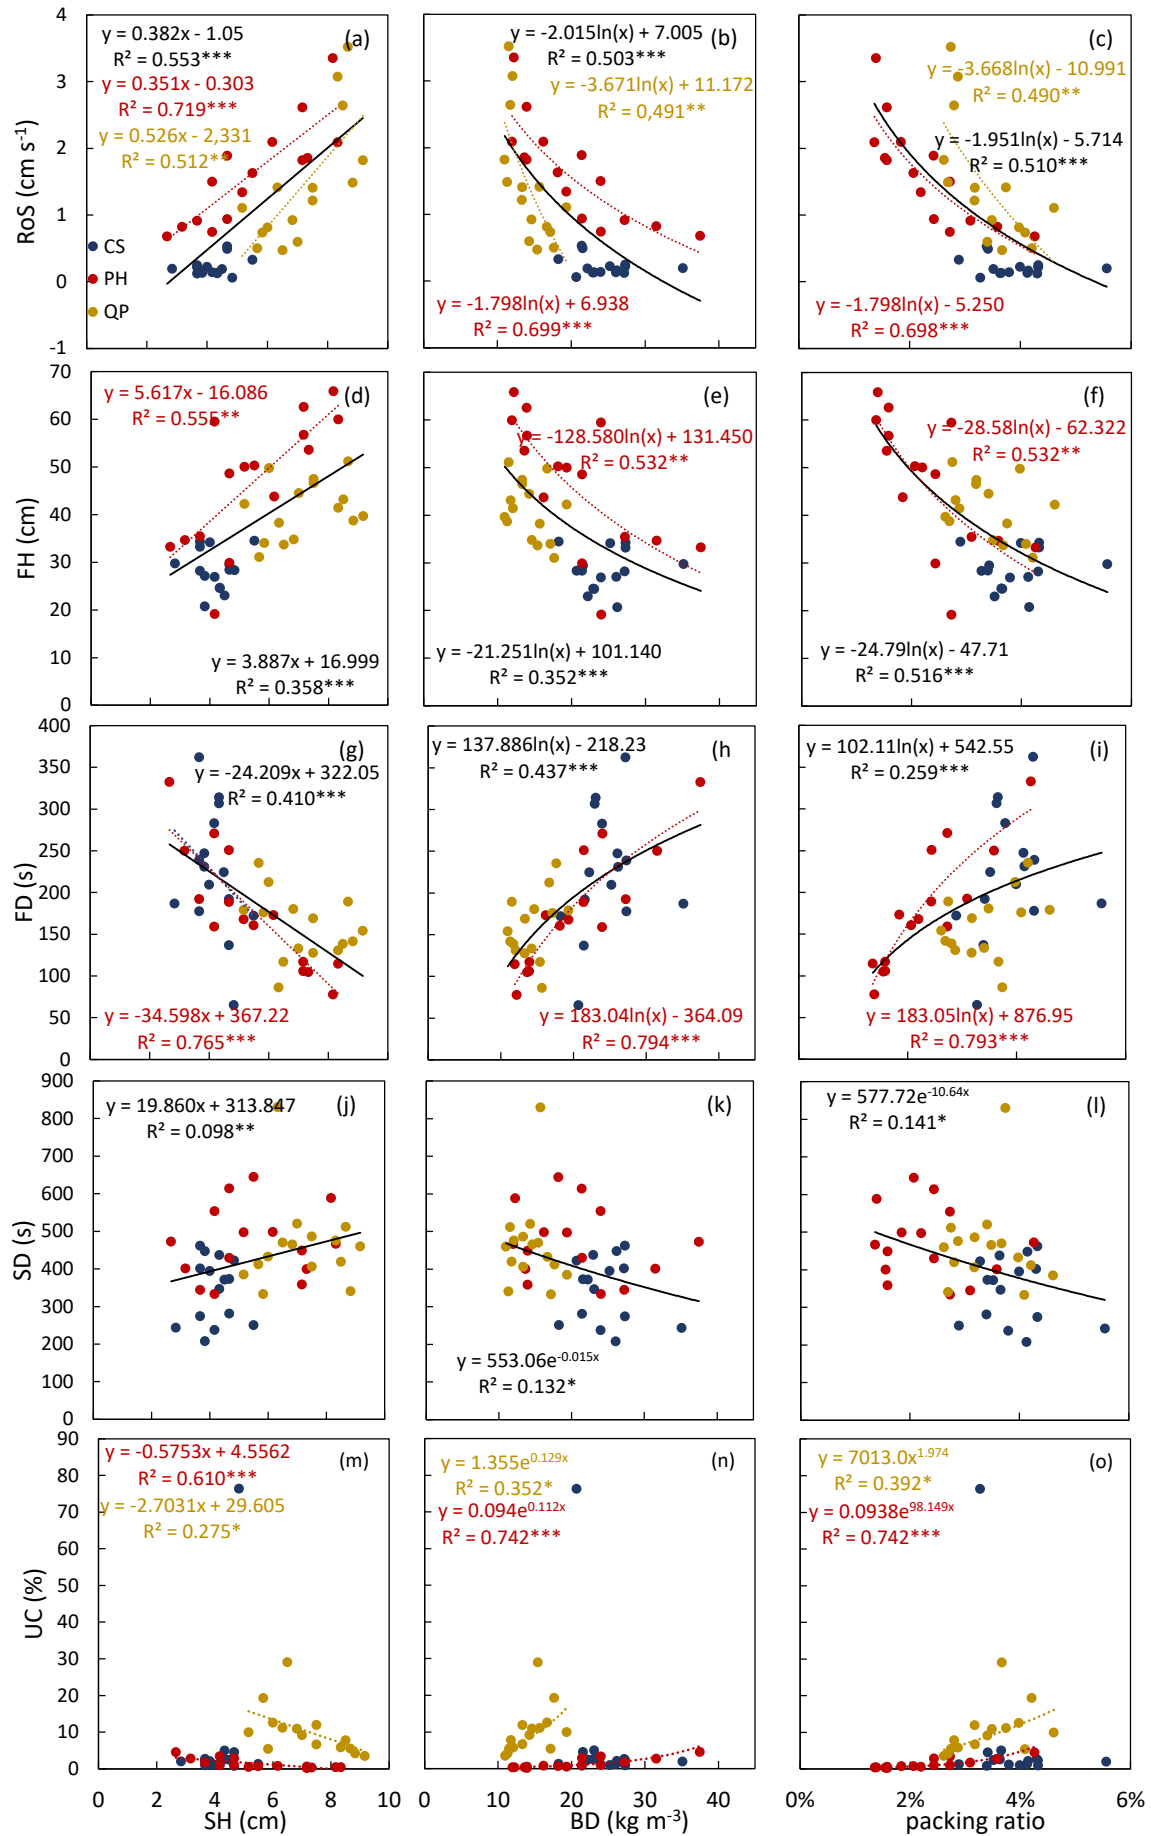 4
3
2
1
0
-1
RoS (cm s-1)
y = 0.382x - 1.05
R² = 0.553***
(a)
y = 0.351x - 0.303
R² = 0.719***
y = 0.526x - 2,331
R² = 0.512**
CS
PH
QP
y = -2.015ln(x) + 7.005
R² = 0.503***
(b)
y = -3.671ln(x) + 11.172
R² = 0,491**
y = -1.798ln(x) + 6.938
R² = 0.699***
(c)
y = -3.668ln(x) - 10.991
R² = 0.490**
y = -1.951ln(x) - 5.714
R² = 0.510***
y = -1.798ln(x) - 5.250
R² = 0.698***
70
60
50
40
30
20
10
0
FH (cm)
y = 5.617x - 16.086
R² = 0.555**
(d)
y = 3.887x + 16.999
R² = 0.358***
(e)
y = -128.580ln(x) + 131.450
R² = 0.532**
y = -21.251ln(x) + 101.140
R² = 0.352***
(f)
y = -28.58ln(x) - 62.322
R² = 0.532**
y = -24.79ln(x) - 47.71
R² = 0.516***
400
350
300
250
200
150
100
50
0
FD (s)
(g)
y = -24.209x + 322.05
R² = 0.410***
y = -34.598x + 367.22
R² = 0.765***
y = 137.886ln(x) - 218.23
R² = 0.437***
(h)
y = 183.04ln(x) - 364.09
R² = 0.794***
y = 102.11ln(x) + 542.55
R² = 0.259***
(i)
y = 183.05ln(x) + 876.95
R² = 0.793***
900
800
700
600
500
400
300
200
100
0
SD (s)
y = 19.860x + 313.847
R² = 0.098**
(j)
(k)
y = 553.06e-0.015x
R² = 0.132*
y = 577.72e-10.64x
R² = 0.141*
(l)
90
80
70
60
50
40
30
20
10
0
UC (%)
y = -0.5753x + 4.5562
R² = 0.610***
y = -2.7031x + 29.605
R² = 0.275*
(m)
y = 1.355e0.129x
R² = 0.352*
y = 0.094e0.112x
R² = 0.742***
(n)
y = 7013.0x1.974
R² = 0.392*
y = 0.0938e98.149x
R² = 0.742***
(o)
0 2 4 6 8 10
SH (cm)
0 10 20 30 40
BD (kg m-3)
0% 2% 4% 6%
packing ratio